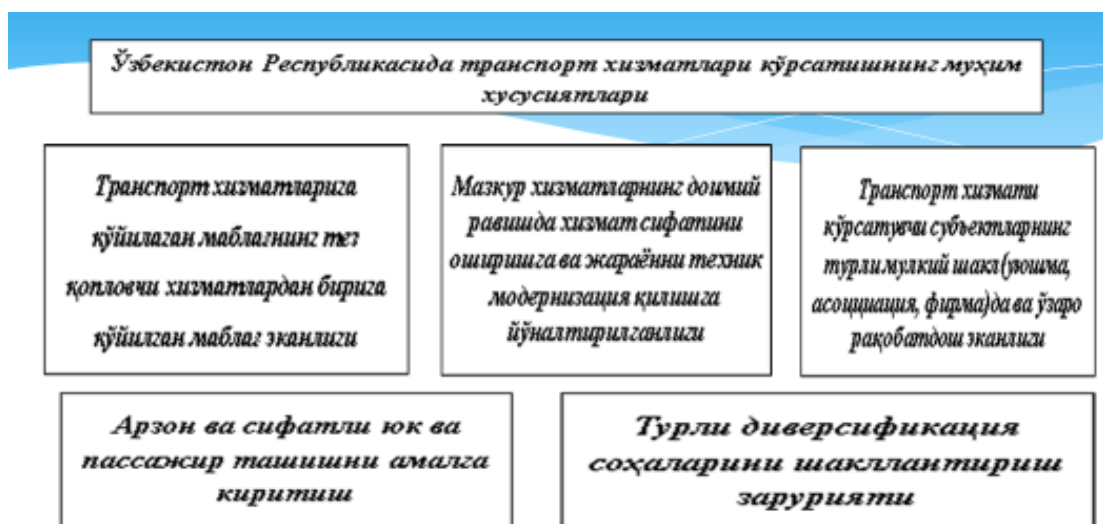 Ўзбекистон Республикасида транспорт хизматлари кўрсатишнинг муҳим
хусусиятлари
Транспорт хизматларига
қўйилаган маблағнинг тез
қопловчи хизматлардан бирига
қўйилган маблағ эканлиги
Мазкур хизматларнинг доимий
равишда хизмат сифатини
оширишга ва жараённи техник
модернизация қилишга
йўналтирилганлиги
Транспорт хизмати
кўрсатувчи субъектларнинг
турли мулкий шакл (уюшма,
асоцциация, фирма)да ва ўзаро
рақобатдош эканлиги
Арзон ва сифатли юк ва
пассажир ташишни амалга
киритиш
Турли диверсификация
соҳаларини шакллантириш
зарурияти